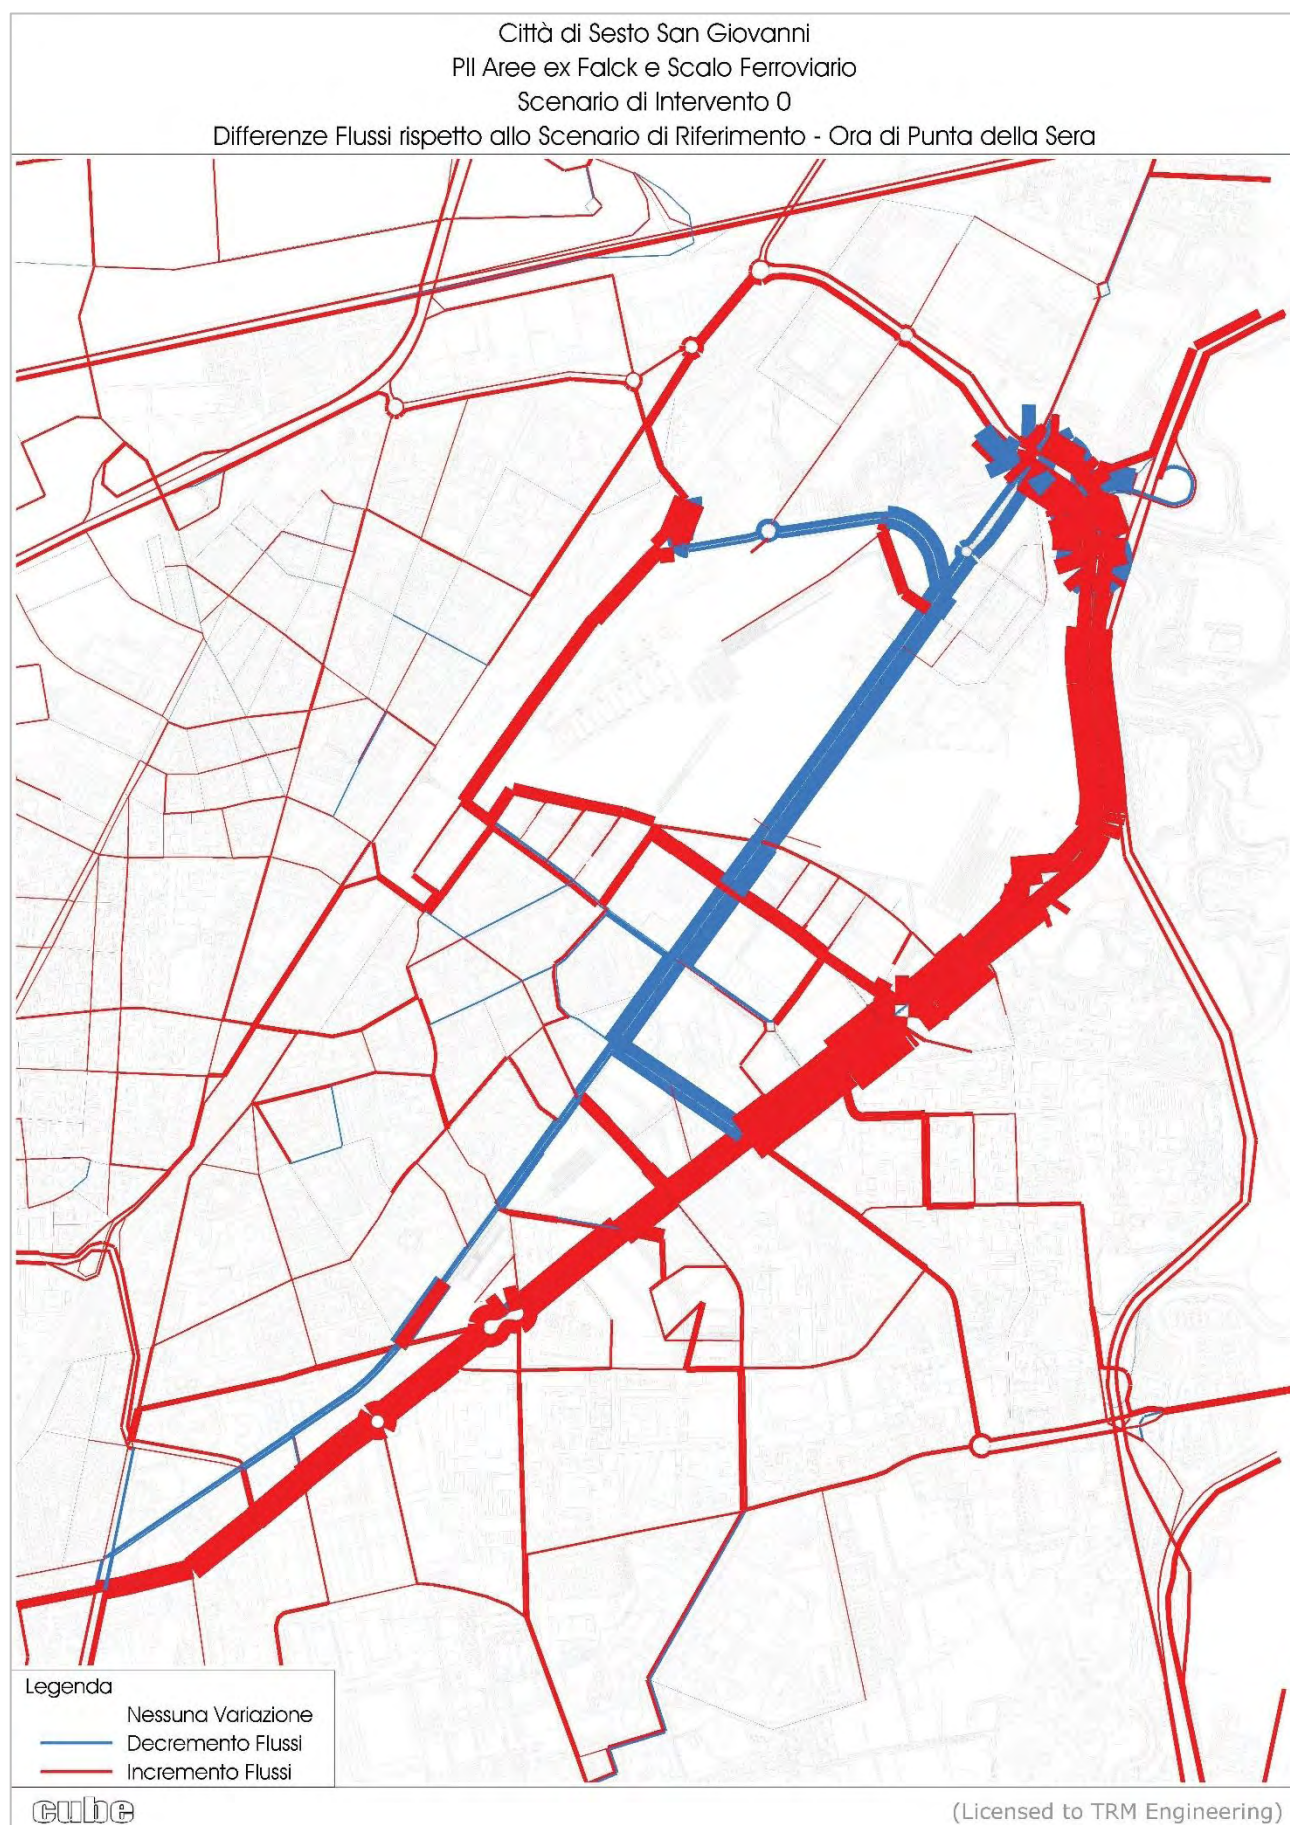 Città di Sesto San Giovanni
PII Aree ex Falck e Scalo Ferroviario
Scenario di Intervento 0
Differenze Flussi rispetto allo Scenario di Riferimento - Ora di Punta della Sera
Legenda
Nessuna Variazione
Decremento Flussi
Incremento Flussi
cube
(Licensed to TRM Engineering)